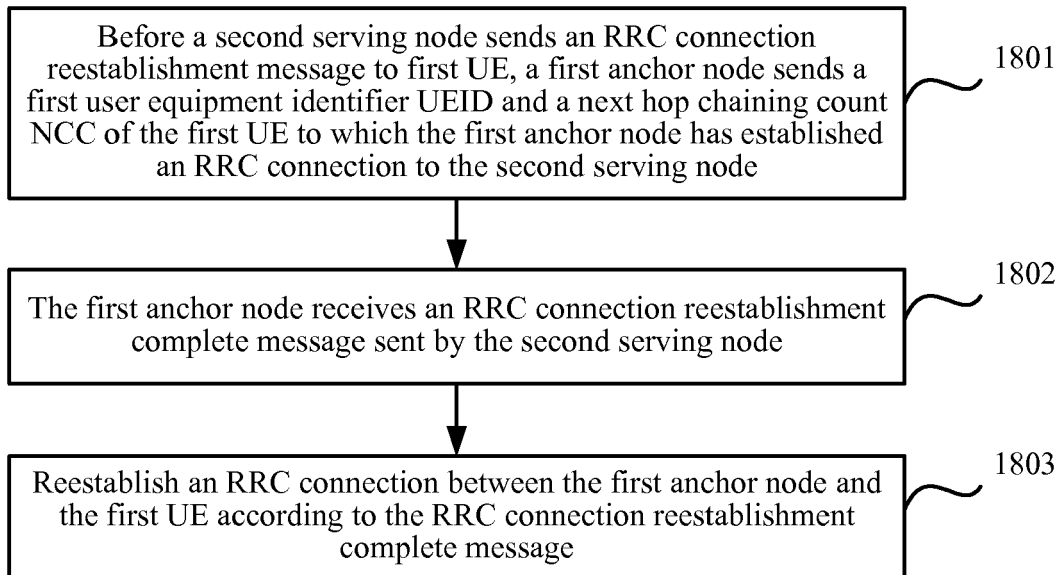 Before a second serving node sends an RRC connection
reestablishment message to first UE, a first anchor node sends a
first user equipment identifier UEID and a next hop chaining count
NCC of the first UE to which the first anchor node has established
an RRC connection to the second serving node
1801
The first anchor node receives an RRC connection reestablishment
complete message sent by the second serving node
1802
Reestablish an RRC connection between the first anchor node and
the first UE according to the RRC connection reestablishment
complete message
1803